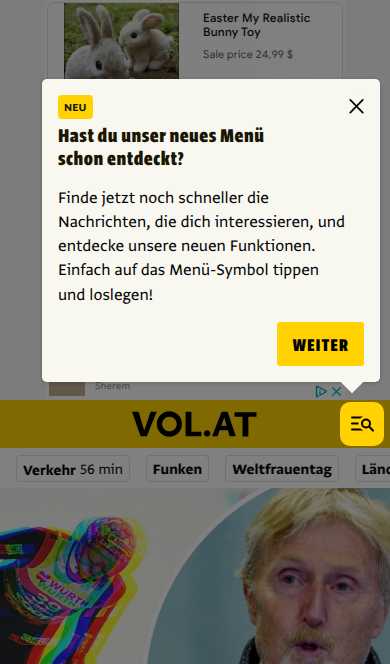 Easter My Realistic
Bunny Toy
Sale price 24,99 $
NEU
Hast du unser neues Menü
schon entdeckt?
Finde jetzt noch schneller die
Nachrichten, die dich interessieren, und
entdecke unsere neuen Funktionen.
Einfach auf das Menü-Symbol tippen
und loslegen!
WEITER
Sherem
VOL.AT
Verkehr 56 min
Funken
Weltfrauentag
Länd
WÜRTH